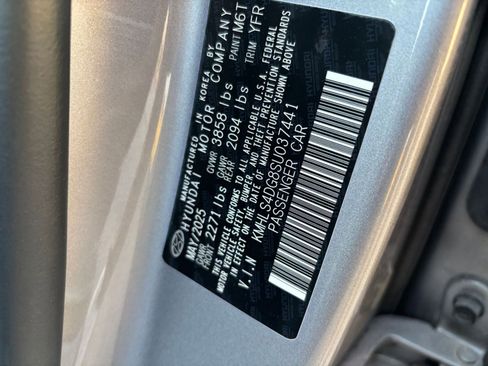 MANUFACTURED IN KOREA BY
HYUNDAI MOTOR COMPANY
MAY/2025 GVWR 3858 lbs PAINT M6T
GAWR FRONT 2271 lbs GAWR REAR 2094 lbs TRIM YFR
THIS VEHICLE CONFORMS TO ALL APPLICABLE U.S.A. FEDERAL
MOTOR VEHICLE SAFETY, BUMPER, AND THEFT PREVENTION STANDARDS
IN EFFECT ON THE DATE OF MANUFACTURE SHOWN ABOVE
V.I.N KMHLS4DG8SU037441
PASSENGER CAR